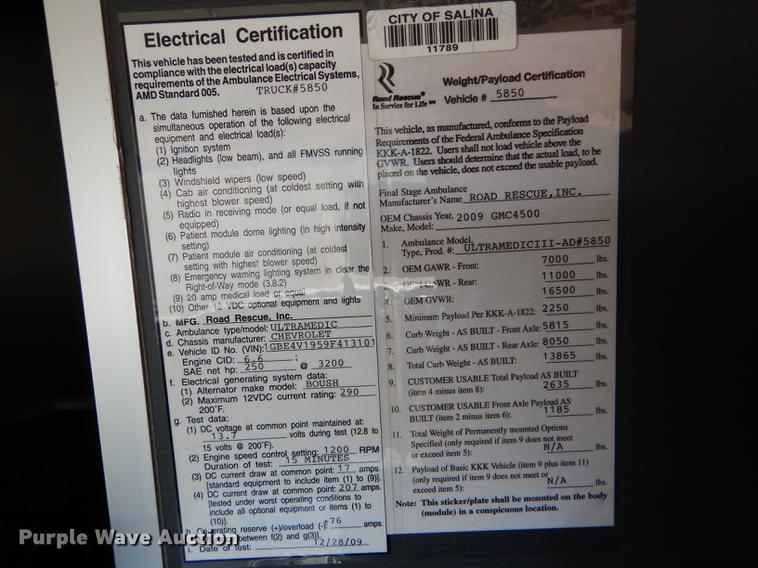 CITY OF SALINA
11789
Electrical Certification
This vehicle has been tested and is certified in
compliance with the electrical load(s) capacity
requirements of the Ambulance Electrical Systems,
AMD Standard 005. TRUCK#5850
a. The data furnished herein is based upon the
simultaneous operation of the following electrical
equipment and electrical load(s):
(1) Ignition system
(2) Headlights (low beam), and all FMVSS running
lights
(3) Windshield wipers (low speed)
(4) Cab air conditioning (at coldest setting with
highest blower speed)
(5) Radio in receiving mode (or equal load, if not
equipped)
(6) Patient module dome lighting (in high intensity
setting)
(7) Patient module air conditioning (at coldest
setting with highest blower speed)
(8) Emergency warning lighting system in clear the
Right-of-Way mode (3.8.2)
(9) 20 amp medical load or equal
(10) Other 12 VDC optional equipment and lights
b. MFG. Road Rescue, Inc.
c. Ambulance type/model: ULTRAMEDIC
d. Chassis manufacturer: CHEVROLET
e. Vehicle ID No. (VIN): 1GBE4V1959F413101
Engine CID: 6.6 ;
SAE net hp: 250 @ 3200
f. Electrical generating system data:
(1) Alternator make model: BOUSH
(2) Maximum 12VDC current rating: 290
200°F.
g. Test data:
(1) DC voltage at common point maintained at:
13.7 volts during test (12.8 to
15 volts @ 200°F).
(2) Engine speed control setting: 1200 RPM
Duration of test: 15 MINUTES
(3) DC current draw at common point: 17 amps.
[standard equipment to include item (1) to (9)].
(4) DC current draw at common point: 207 amps.
[tested under worst operating conditions to
include all optional equipment or items (1) to
(10)].
h. Generating reserve (+)/overload (-): +76 amps.
between f(2) and g(3).
i. Date of test: 12/28/09
Road Rescue®
In Service for Life
Weight/Payload Certification
Vehicle # 5850
This vehicle, as manufactured, conforms to the Payload
Requirements of the Federal Ambulance Specification
KKK-A-1822. Users shall not load vehicle above the
GVWR. Users should determine that the actual load, to be
placed on the vehicle, does not exceed the usable payload.
Final Stage Ambulance
Manufacturer's Name ROAD RESCUE, INC.
OEM Chassis Year, 2009 GMC4500
Make, Model:
1. Ambulance Model,
Type, Prod. #: ULTRAMEDICIII-AD#5850
2. OEM GAWR - Front: 7000 lbs.
OEM GAWR - Rear: 11000 lbs.
4. OEM GVWR: 16500 lbs.
5. Minimum Payload Per KKK-A-1822: 2250 lbs.
6. Curb Weight - AS BUILT - Front Axle: 5815 lbs.
7. Curb Weight - AS BUILT - Rear Axle: 8050 lbs.
8. Total Curb Weight - AS BUILT: 13865 lbs.
9. CUSTOMER USABLE Total Payload AS BUILT
(item 4 minus item 8): 2635 lbs.
10. CUSTOMER USABLE Front Axle Payload AS
BUILT (item 2 minus item 6): 1185 lbs.
11. Total Weight of Permanently mounted Options
Specified (only required if item 9 does not meet
or exceed item 5): N/A lbs.
12. Payload of Basic KKK Vehicle (item 9 plus item 11)
(only required if item 9 does not meet or
exceed item 5): N/A lbs.
Note: This sticker/plate shall be mounted on the body
(module) in a conspicuous location.
Purple Wave Auction